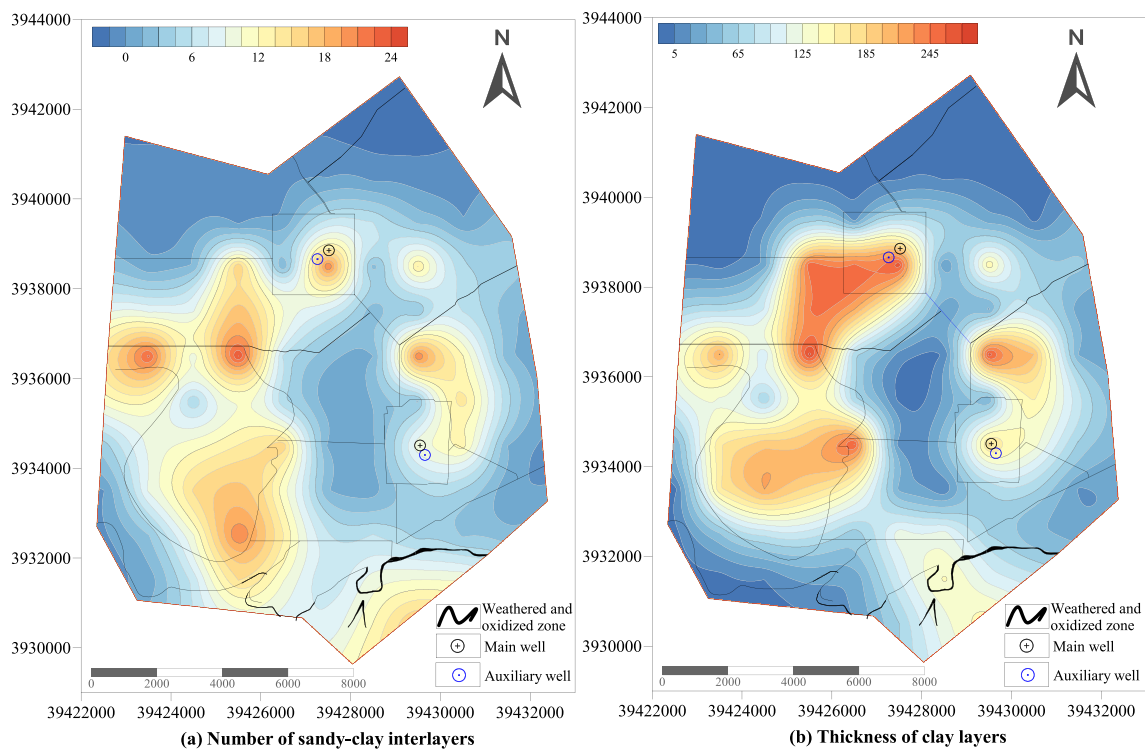 3944000
3942000
3940000
3938000
3936000
3934000
3932000
3930000
0 6 12 18 24
N
Weathered and
oxidized zone
Main well
Auxiliary well
0 2000 4000 6000 8000
39422000 39424000 39426000 39428000 39430000 39432000
(a) Number of sandy-clay interlayers
3944000
3942000
3940000
3938000
3936000
3934000
3932000
3930000
5 65 125 185 245
N
Weathered and
oxidized zone
Main well
Auxiliary well
0 2000 4000 6000 8000
39422000 39424000 39426000 39428000 39430000 39432000
(b) Thickness of clay layers